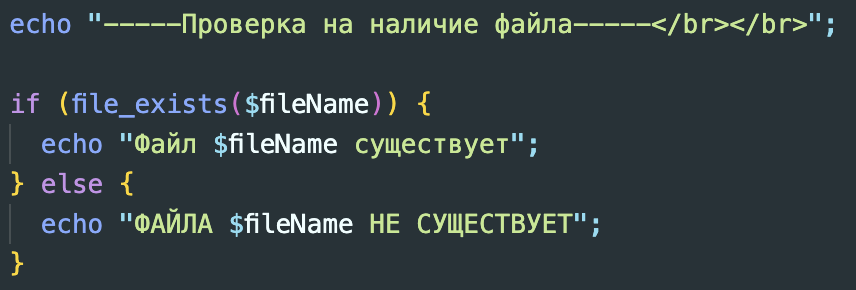 echo "-----Проверка на наличие файла-----</br></br>";
if (file_exists($fileName)) {
echo "Файл $fileName существует";
} else {
echo "ФАЙЛА $fileName НЕ СУЩЕСТВУЕТ";
}